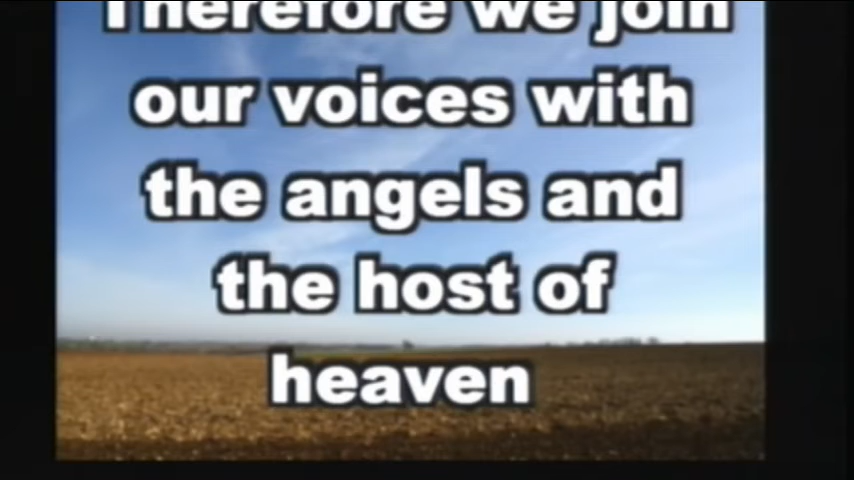 Therefore we join
our voices with
the angels and
the host of
heaven